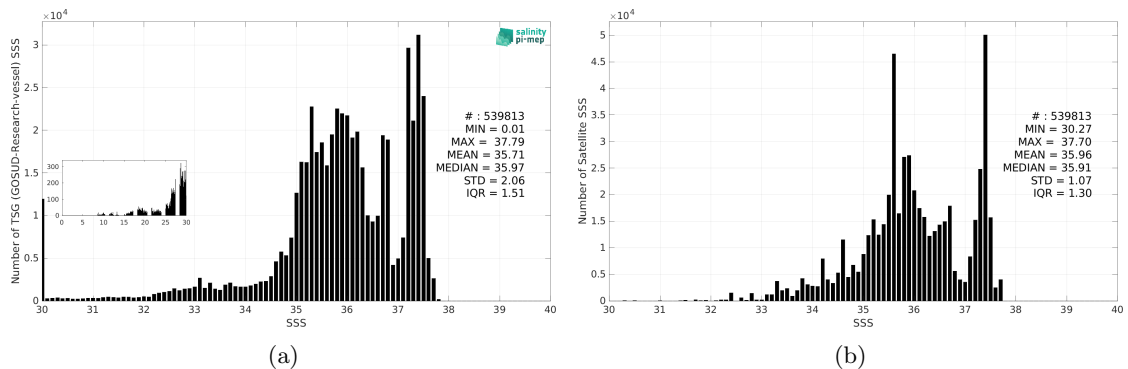 ×10⁴
3
2.5
2
1.5
1
0.5
0
Number of TSG (GOSUD-Research-vessel) SSS
salinity
pi-mep
# : 539813
MIN = 0.01
MAX = 37.79
MEAN = 35.71
MEDIAN = 35.97
STD = 2.06
IQR = 1.51
300
200
100
0
0 5 10 15 20 25 30
30 31 32 33 34 35 36 37 38 39 40
SSS
(a)
×10⁴
5
4.5
4
3.5
3
2.5
2
1.5
1
0.5
0
Number of Satellite SSS
# : 539813
MIN = 30.27
MAX = 37.70
MEAN = 35.96
MEDIAN = 35.91
STD = 1.07
IQR = 1.30
30 31 32 33 34 35 36 37 38 39 40
SSS
(b)